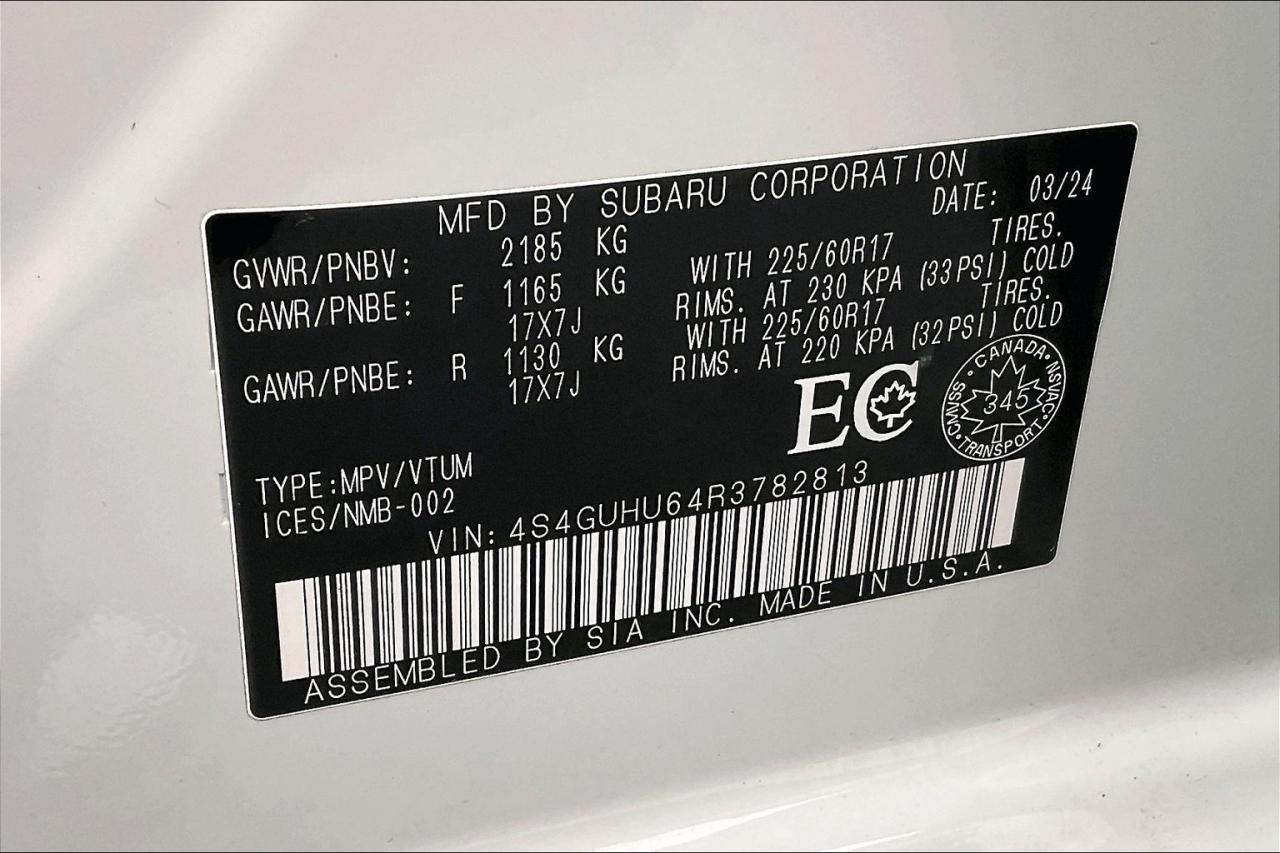 MFD BY SUBARU CORPORATION
DATE: 03/24
GVWR/PNBV: 2185 KG
GAWR/PNBE: F 1165 KG WITH 225/60R17 TIRES.
17X7J RIMS. AT 230 KPA (33PSI) COLD
GAWR/PNBE: R 1130 KG WITH 225/60R17 TIRES.
17X7J RIMS. AT 220 KPA (32PSI) COLD
EC
CANADA
CMVSS 345 NSVAC
TRANSPORT
TYPE:MPV/VTUM
ICES/NMB-002
VIN: 4S4GUHU64R3782813
ASSEMBLED BY SIA INC. MADE IN U.S.A.